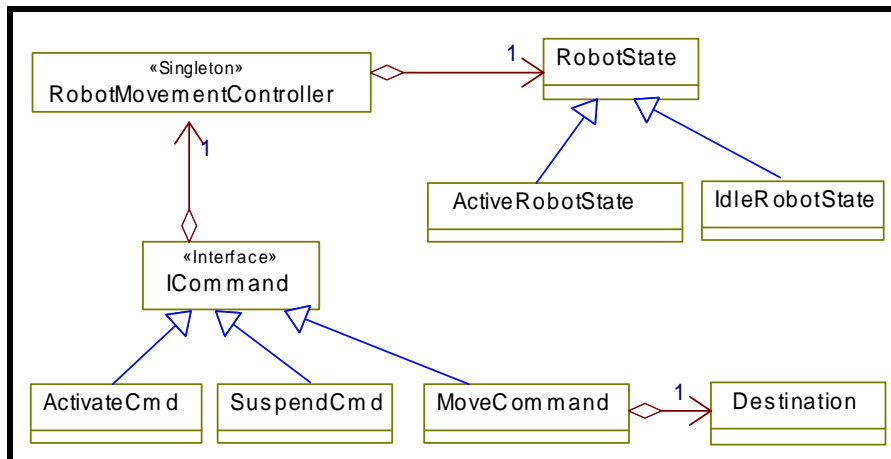 «Singleton»
RobotMovementController
1
RobotState
ActiveRobotState
IdleRobotState
1
«Interface»
ICommand
ActivateCmd
SuspendCmd
MoveCommand
1
Destination